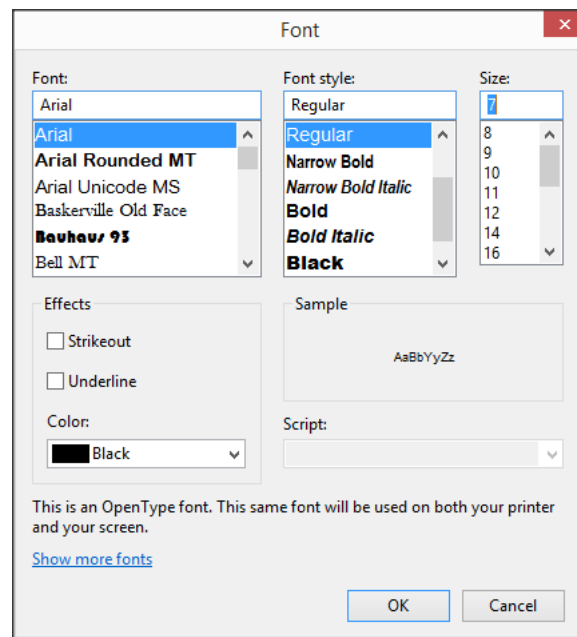 Font
Font:
Arial
Arial
Arial Rounded MT
Arial Unicode MS
Baskerville Old Face
Bauhaus 93
Bell MT
Font style:
Regular
Regular
Narrow Bold
Narrow Bold Italic
Bold
Bold Italic
Black
Size:
7
8
9
10
11
12
14
16
Effects
Strikeout
Underline
Color:
Black
Sample
AaBbYyZz
Script:
This is an OpenType font. This same font will be used on both your printer
and your screen.
Show more fonts
OK
Cancel